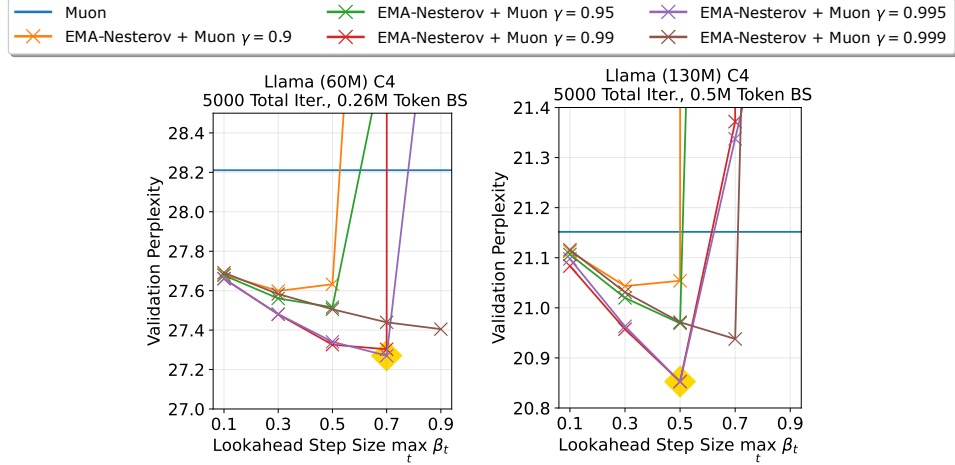 Muon
EMA-Nesterov + Muon γ = 0.9
EMA-Nesterov + Muon γ = 0.95
EMA-Nesterov + Muon γ = 0.99
EMA-Nesterov + Muon γ = 0.995
EMA-Nesterov + Muon γ = 0.999
Llama (60M) C4
5000 Total Iter., 0.26M Token BS
Validation Perplexity
28.4
28.2
28.0
27.8
27.6
27.4
27.2
27.0
0.1 0.3 0.5 0.7 0.9
Lookahead Step Size max βt
t
Llama (130M) C4
5000 Total Iter., 0.5M Token BS
Validation Perplexity
21.4
21.3
21.2
21.1
21.0
20.9
20.8
0.1 0.3 0.5 0.7 0.9
Lookahead Step Size max βt
t